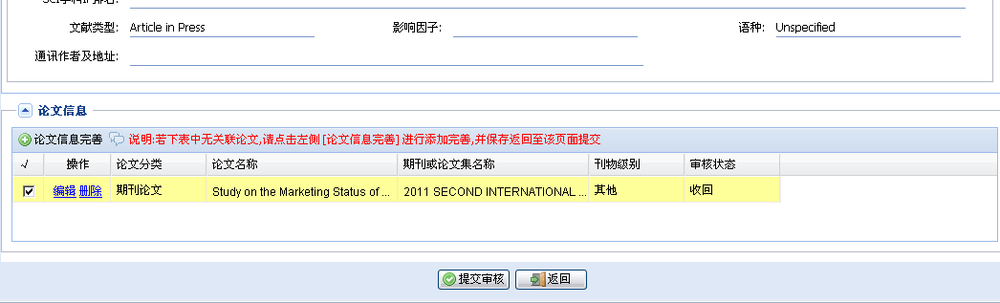 文献类型: Article in Press 影响因子: 语种: Unspecified
通讯作者及地址:
论文信息
论文信息完善 说明:若下表中无关联论文,请点击左侧 [论文信息完善] 进行添加完善,并保存返回至该页面提交
√ 操作 论文分类 论文名称 期刊或论文集名称 刊物级别 审核状态
编辑 删除 期刊论文 Study on the Marketing Status of ... 2011 SECOND INTERNATIONAL ... 其他 收回
提交审核 返回